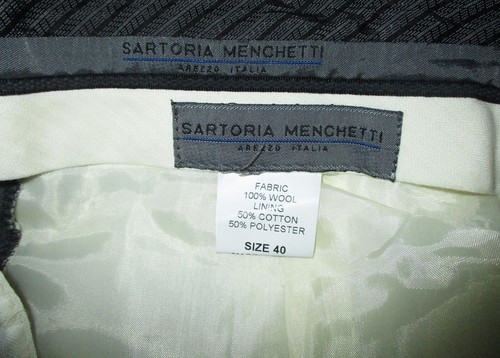 SARTORIA MENCHETTI
AREZZO ITALIA
SARTORIA MENCHETTI
AREZZO ITALIA
FABRIC
100% WOOL
LINING
50% COTTON
50% POLYESTER
SIZE 40